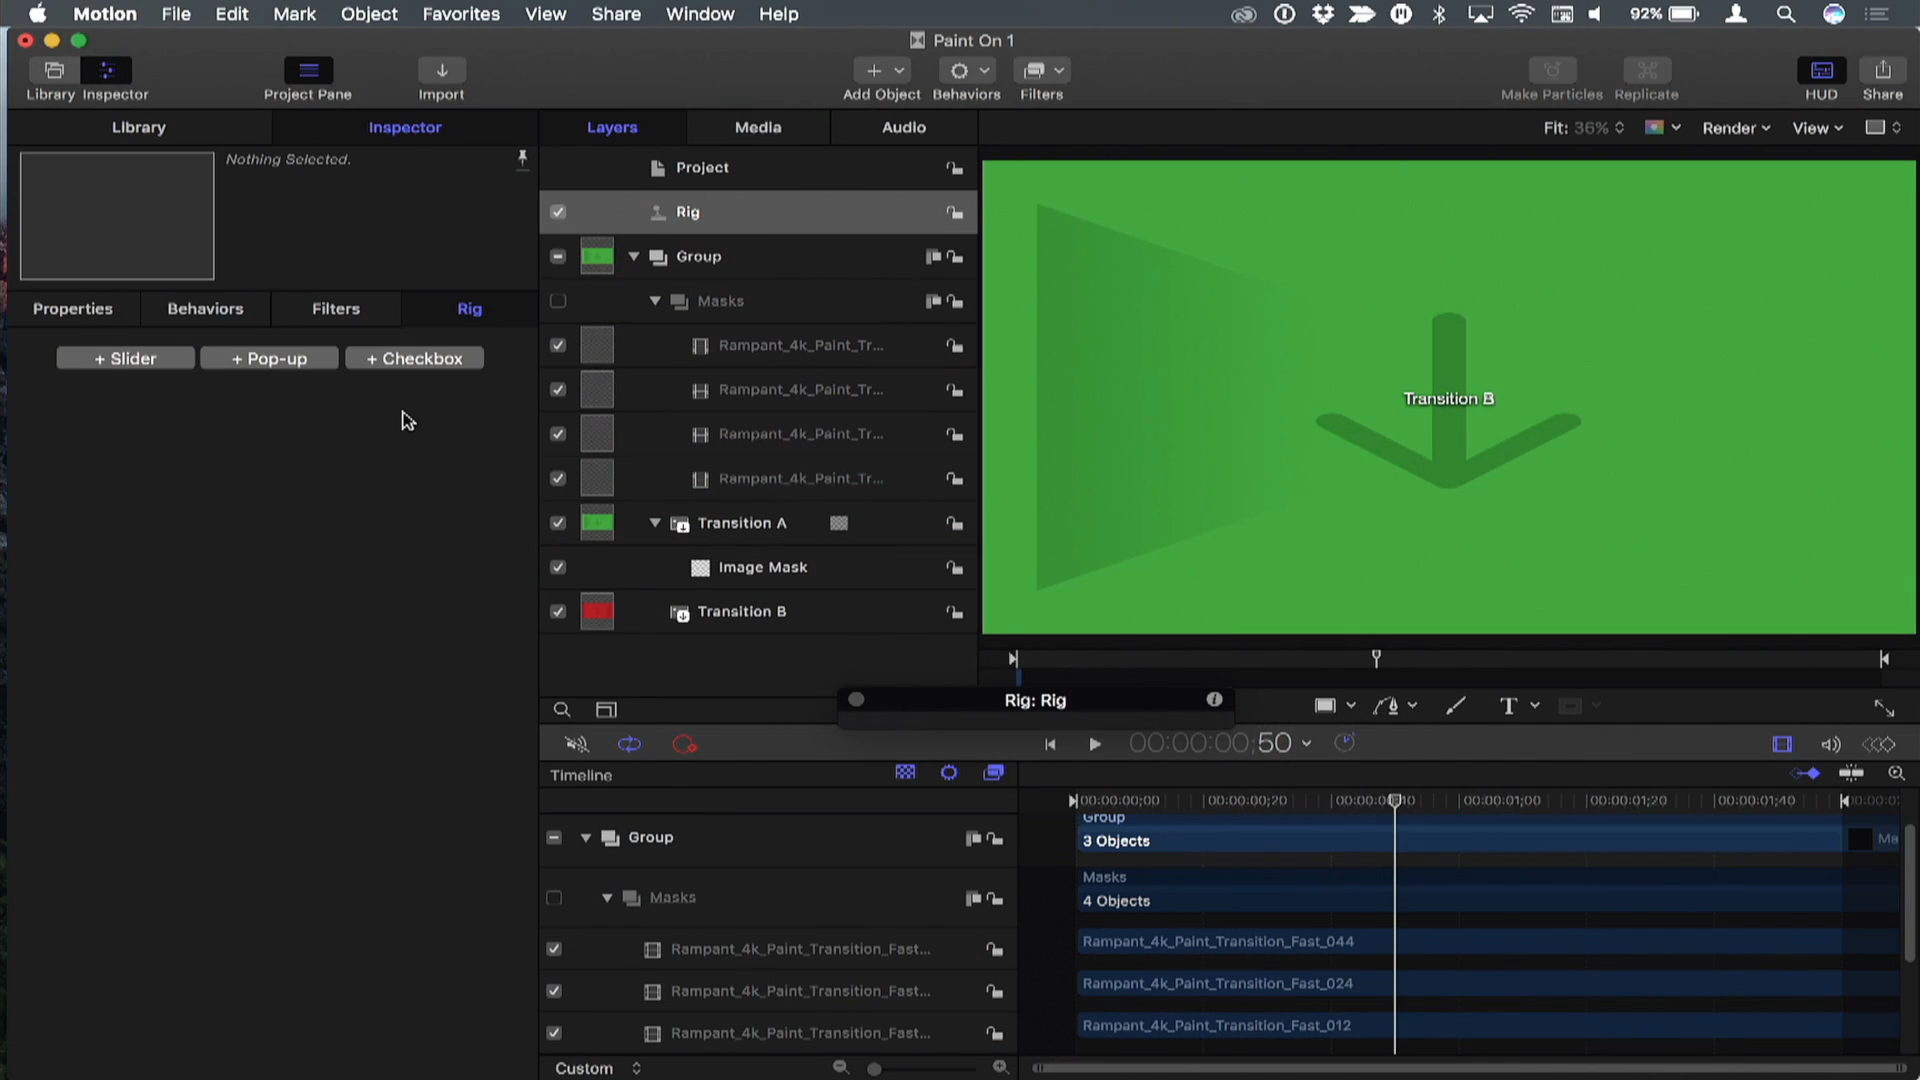 Motion File Edit Mark Object Favorites View Share Window Help 92%
Paint On 1
Library Inspector Project Pane Import Add Object Behaviors Filters Make Particles Replicate HUD Share
Library Inspector Layers Media Audio Fit: 36% Render View
Nothing Selected.
Properties Behaviors Filters Rig
+ Slider + Pop-up + Checkbox
Project
Rig
Group
Masks
Rampant_4k_Paint_Tr...
Rampant_4k_Paint_Tr...
Rampant_4k_Paint_Tr...
Rampant_4k_Paint_Tr...
Transition A
Image Mask
Transition B
Transition B
Rig: Rig
T
00:00:00;50
Timeline
00:00:00;00 00:00:00;20 00:00:01;00 00:00:01;20 00:00:01;40
Group
Group
3 Objects
Masks
Masks
4 Objects
Rampant_4k_Paint_Transition_Fast... Rampant_4k_Paint_Transition_Fast_044
Rampant_4k_Paint_Transition_Fast... Rampant_4k_Paint_Transition_Fast_024
Rampant_4k_Paint_Transition_Fast... Rampant_4k_Paint_Transition_Fast_012
Custom